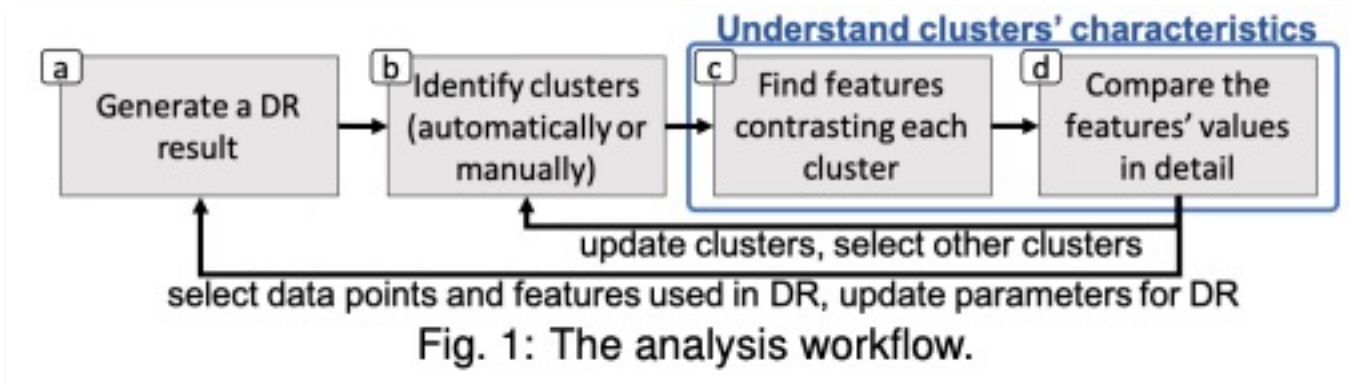 Understand clusters' characteristics
a
Generate a DR
result
b
Identify clusters
(automatically or
manually)
c
Find features
contrasting each
cluster
d
Compare the
features' values
in detail
update clusters, select other clusters
select data points and features used in DR, update parameters for DR
Fig. 1: The analysis workflow.